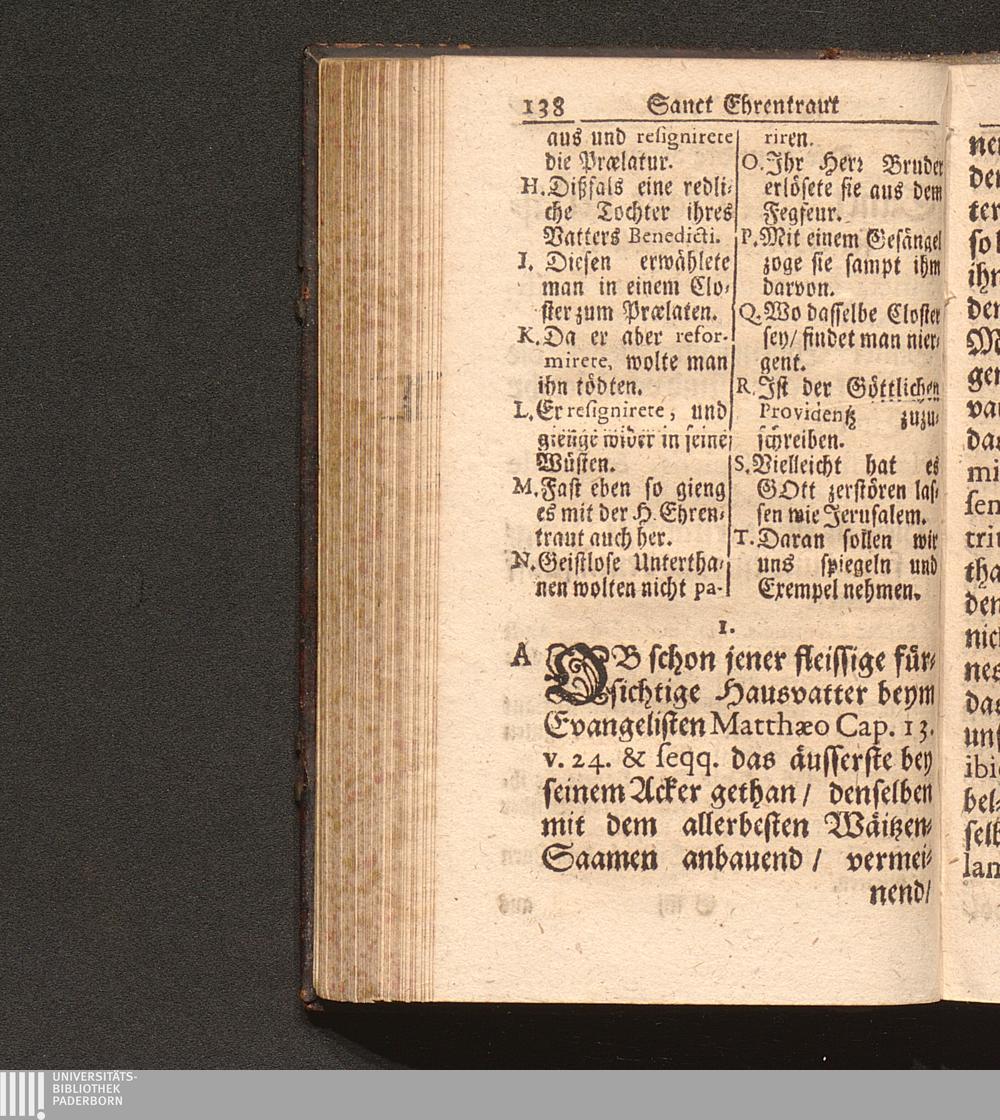 138 Sanct Ehrentraut
aus und resignirete
die Prælatur.
H. Dißfals eine redli-
che Tochter ihres
Vatters Benedicti.
I. Diesen erwählete
man in einem Clo-
ster zum Prælaten.
K. Da er aber refor-
mirete, wolte man
ihn tödten.
L. Er resignirete, und
gienge wider in seine
Wüsten.
M. Fast eben so gieng
es mit der H. Ehren-
traut auch her.
N. Geistlose Untertha-
nen wolten nicht pa-
riren.
O. Ihr Herr Bruder
erlösete sie aus dem
Fegfeur.
P. Mit einem Gesängel
zoge sie sampt ihm
darvon.
Q. Wo dasselbe Closter
sey/ findet man nier-
gent.
R. Ist der Göttlichen
Providentz zuzu-
schreiben.
S. Vielleicht hat es
GOtt zerstören las-
sen wie Jerusalem.
T. Daran sollen wir
uns spiegeln und
Exempel nehmen.
I.
A OB schon jener fleissige für-
sichtige Hausvatter beym
Evangelisten Matthæo Cap. 13.
v. 24. & seqq. das äusserste bey
seinem Acker gethan / denselben
mit dem allerbesten Wäitzen-
Saamen anbauend / vermei-
nend/
UNIVERSITÄTS-
BIBLIOTHEK
PADERBORN